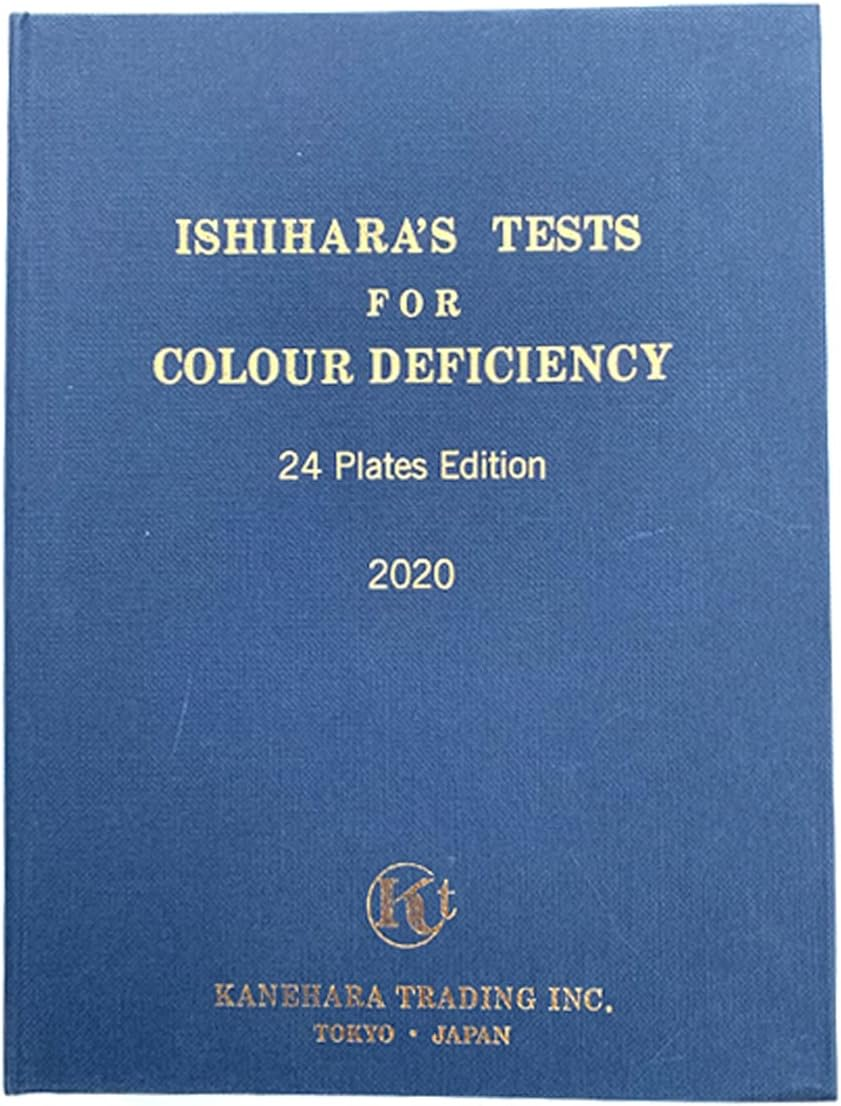 ISHIHARA'S TESTS
FOR
COLOUR DEFICIENCY
24 Plates Edition
2020
Kt
KANEHARA TRADING INC.
TOKYO • JAPAN